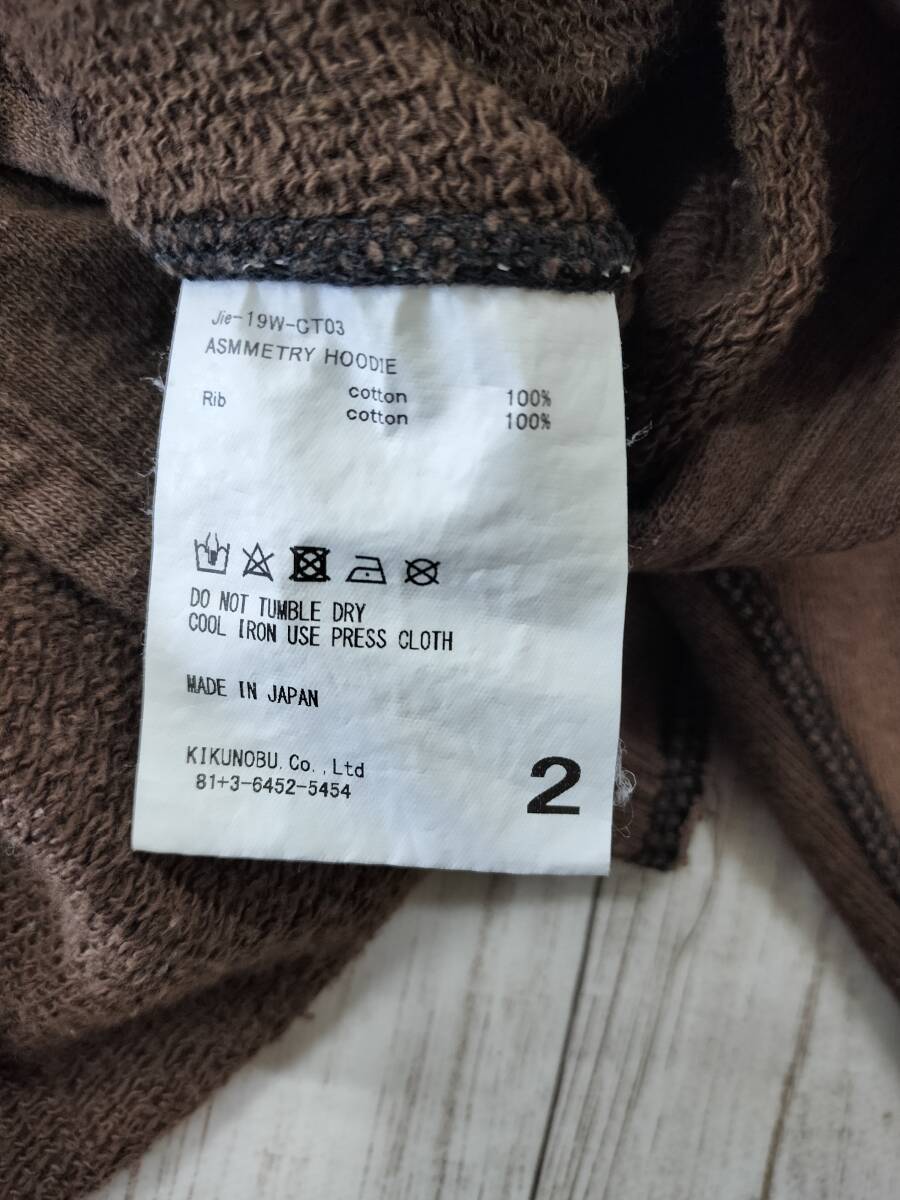 Jie-19W-CT03
ASMMETRY HOODIE
cotton 100%
Rib cotton 100%
DO NOT TUMBLE DRY
COOL IRON USE PRESS CLOTH
MADE IN JAPAN
KIKUNOBU.Co.,Ltd
81+3-6452-5454
2